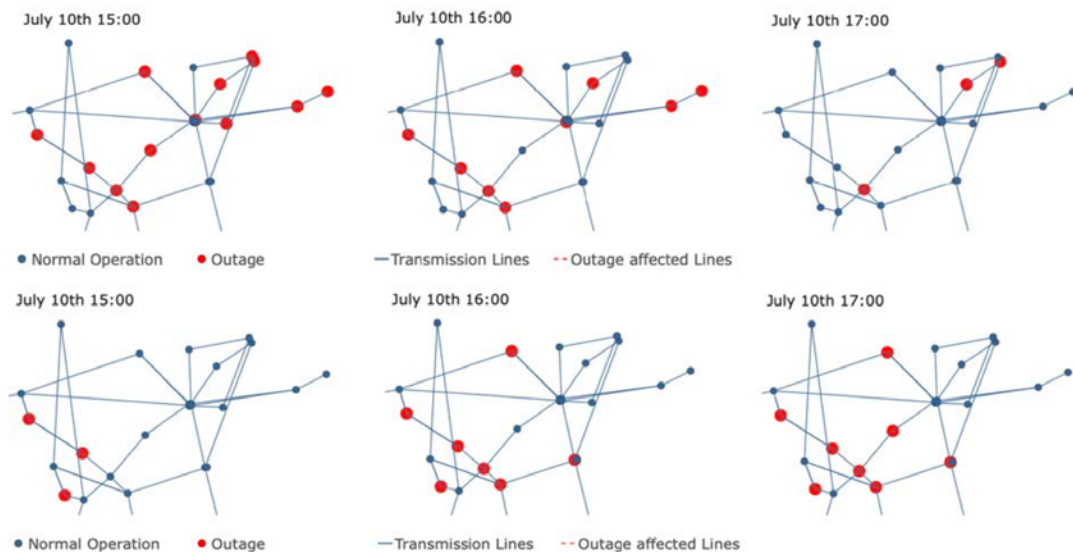 July 10th 15:00
July 10th 16:00
July 10th 17:00
Normal Operation Outage Transmission Lines Outage affected Lines
July 10th 15:00
July 10th 16:00
July 10th 17:00
Normal Operation Outage Transmission Lines Outage affected Lines